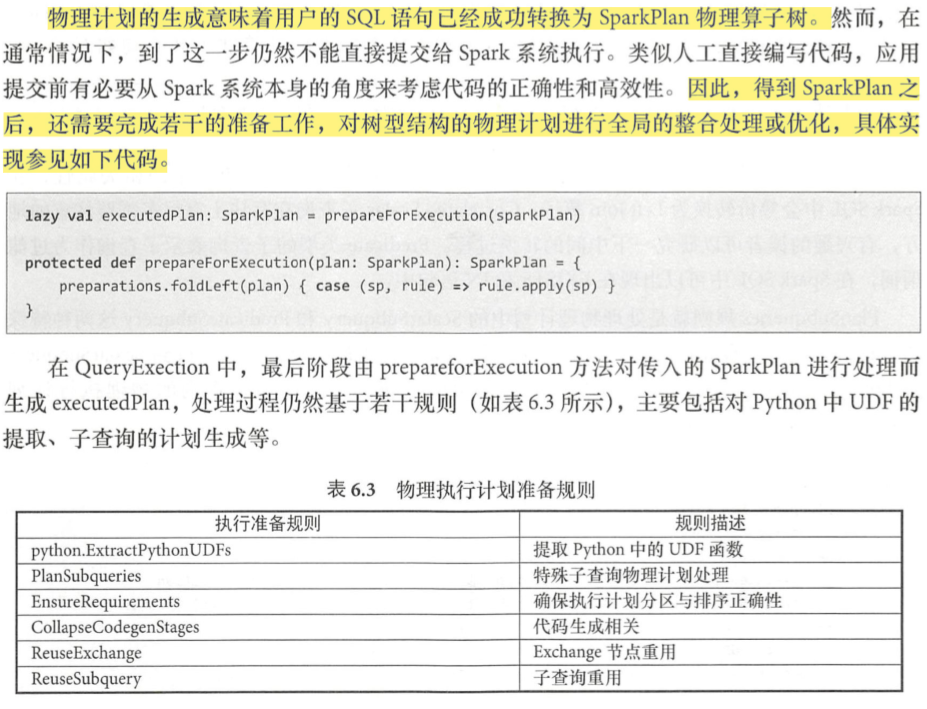 物理计划的生成意味着用户的 SQL 语句已经成功转换为 SparkPlan 物理算子树。然而，在
通常情况下，到了这一步仍然不能直接提交给 Spark 系统执行。类似人工直接编写代码，应用
提交前有必要从 Spark 系统本身的角度来考虑代码的正确性和高效性。因此，得到 SparkPlan 之
后，还需要完成若干的准备工作，对树型结构的物理计划进行全局的整合处理或优化，具体实
现参见如下代码。
lazy val executedPlan: SparkPlan = prepareForExecution(sparkPlan)
protected def prepareForExecution(plan: SparkPlan): SparkPlan = {
preparations.foldLeft(plan) { case (sp, rule) => rule.apply(sp) }
}
在 QueryExection 中，最后阶段由 prepareforExecution 方法对传入的 SparkPlan 进行处理而
生成 executedPlan，处理过程仍然基于若干规则（如表 6.3 所示），主要包括对 Python 中 UDF 的
提取、子查询的计划生成等。
表 6.3 物理执行计划准备规则
执行准备规则 规则描述
python.ExtractPythonUDFs 提取 Python 中的 UDF 函数
PlanSubqueries 特殊子查询物理计划处理
EnsureRequirements 确保执行计划分区与排序正确性
CollapseCodegenStages 代码生成相关
ReuseExchange Exchange 节点重用
ReuseSubquery 子查询重用